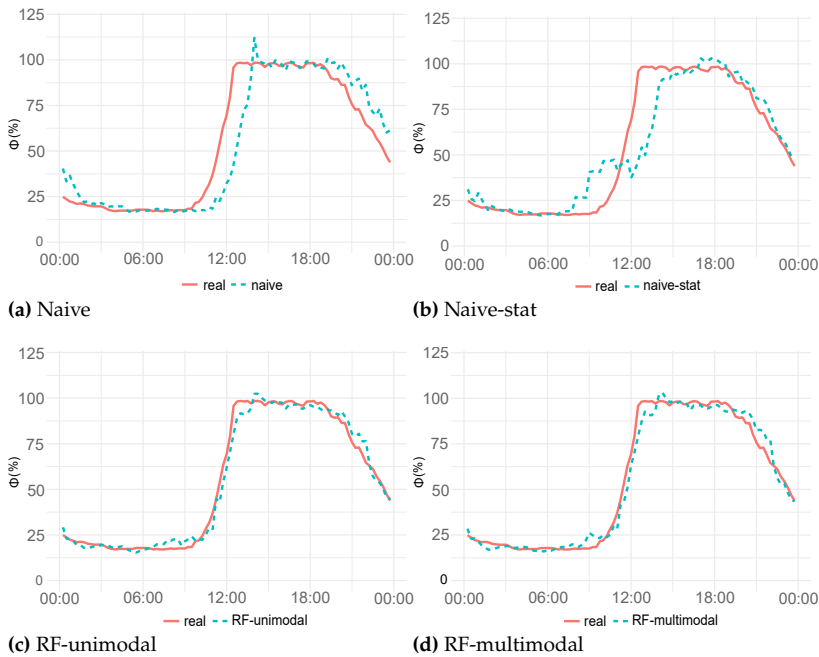 125
100
75
50
25
0
Φ(%)
00:00 06:00 12:00 18:00 00:00
real naive
(a) Naive
125
100
75
50
25
0
Φ(%)
00:00 06:00 12:00 18:00 00:00
real naive-stat
(b) Naive-stat
125
100
75
50
25
0
Φ(%)
00:00 06:00 12:00 18:00 00:00
real RF-unimodal
(c) RF-unimodal
125
100
75
50
25
0
Φ(%)
00:00 06:00 12:00 18:00 00:00
real RF-multimodal
(d) RF-multimodal